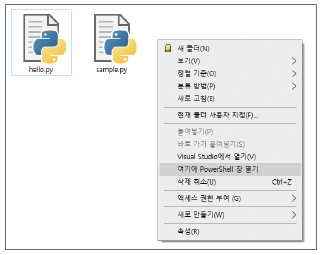 hello.py
sample.py
새 폴더(N)
보기(V)
정렬 기준(O)
분류 방법(P)
새로 고침(E)
현재 폴더 사용자 지정(F)...
붙여넣기(P)
바로 가기 붙여넣기(S)
Visual Studio에서 열기(V)
여기에 PowerShell 창 열기
삭제 취소(U) Ctrl+Z
액세스 권한 부여 (G)
새로 만들기(W)
속성(R)